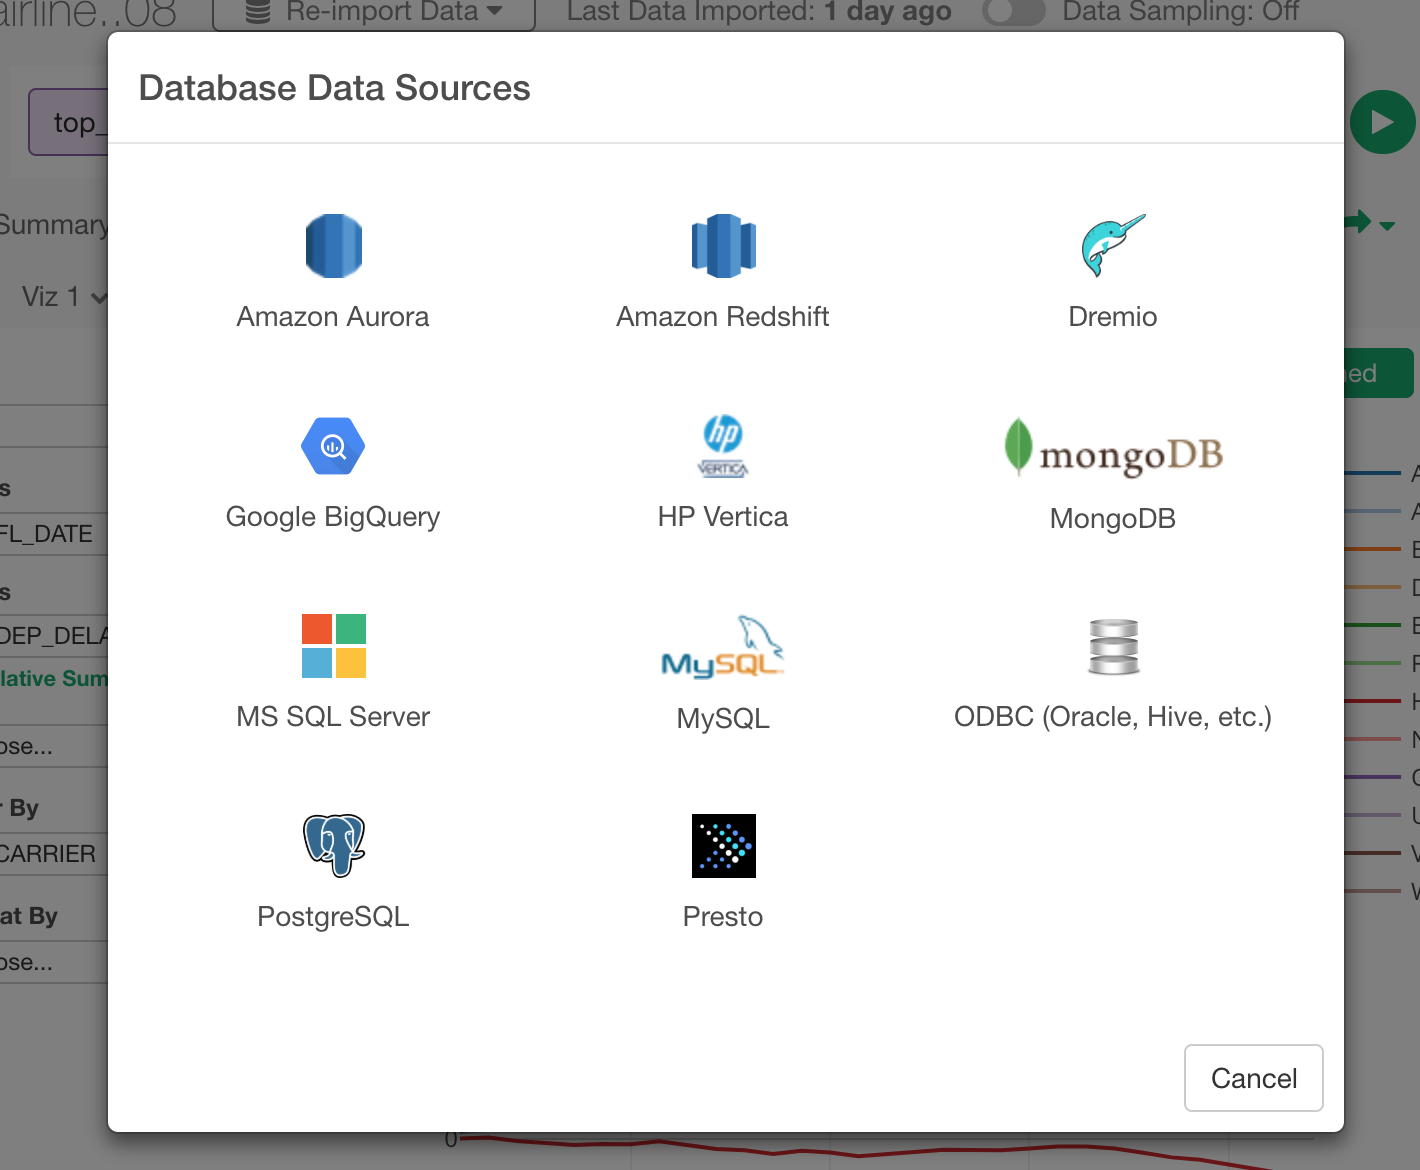 airline..08
Re-import Data
Last Data Imported: 1 day ago
Data Sampling: Off
Database Data Sources
top_
Summary
Viz 1
Amazon Aurora
Amazon Redshift
Dremio
hp
VERTICA
mongoDB
Google BigQuery
HP Vertica
MongoDB
FL_DATE
DEP_DELA
lative Sum
MySQL
MS SQL Server
MySQL
ODBC (Oracle, Hive, etc.)
ose...
By
CARRIER
PostgreSQL
Presto
at By
ose...
Cancel
0